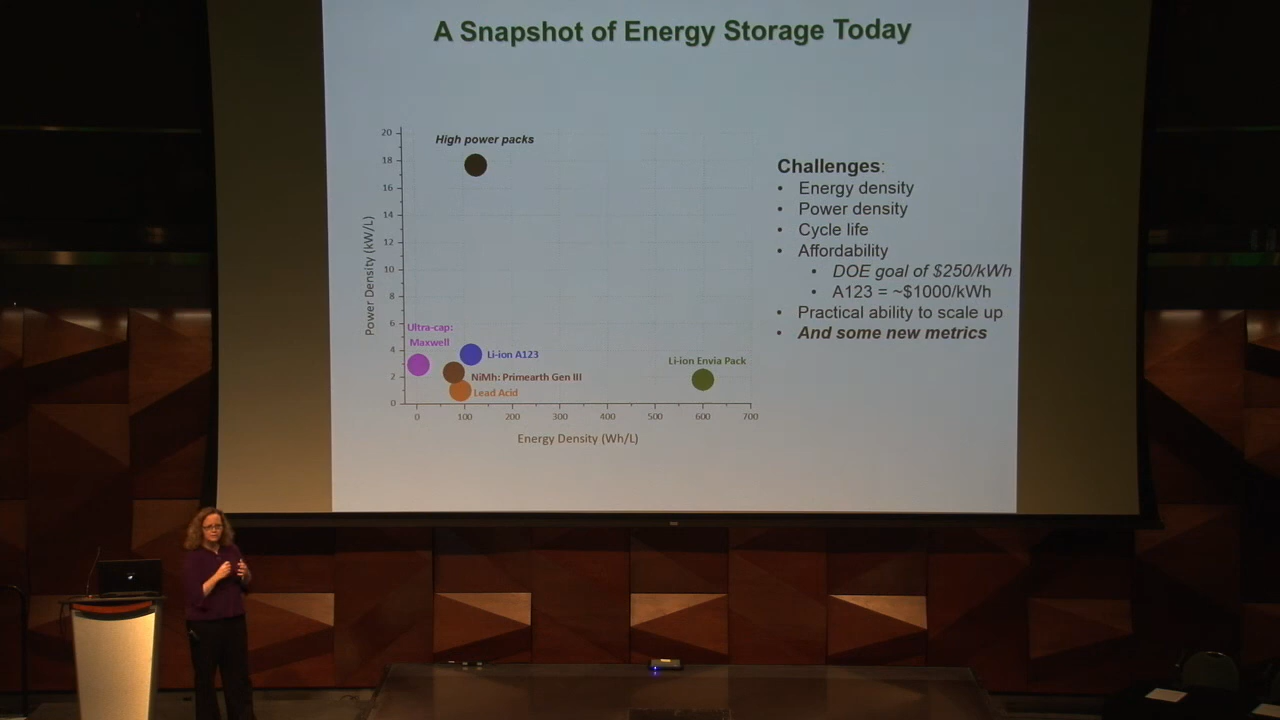 A Snapshot of Energy Storage Today
20
18
16
14
12
10
8
6
4
2
0
Power Density (kW/L)
High power packs
Ultra-cap:
Maxwell
Li-ion A123
NiMh: Primearth Gen III
Lead Acid
Li-ion Envia Pack
0 100 200 300 400 500 600 700
Energy Density (Wh/L)
Challenges:
• Energy density
• Power density
• Cycle life
• Affordability
• DOE goal of $250/kWh
• A123 = ~$1000/kWh
• Practical ability to scale up
• And some new metrics